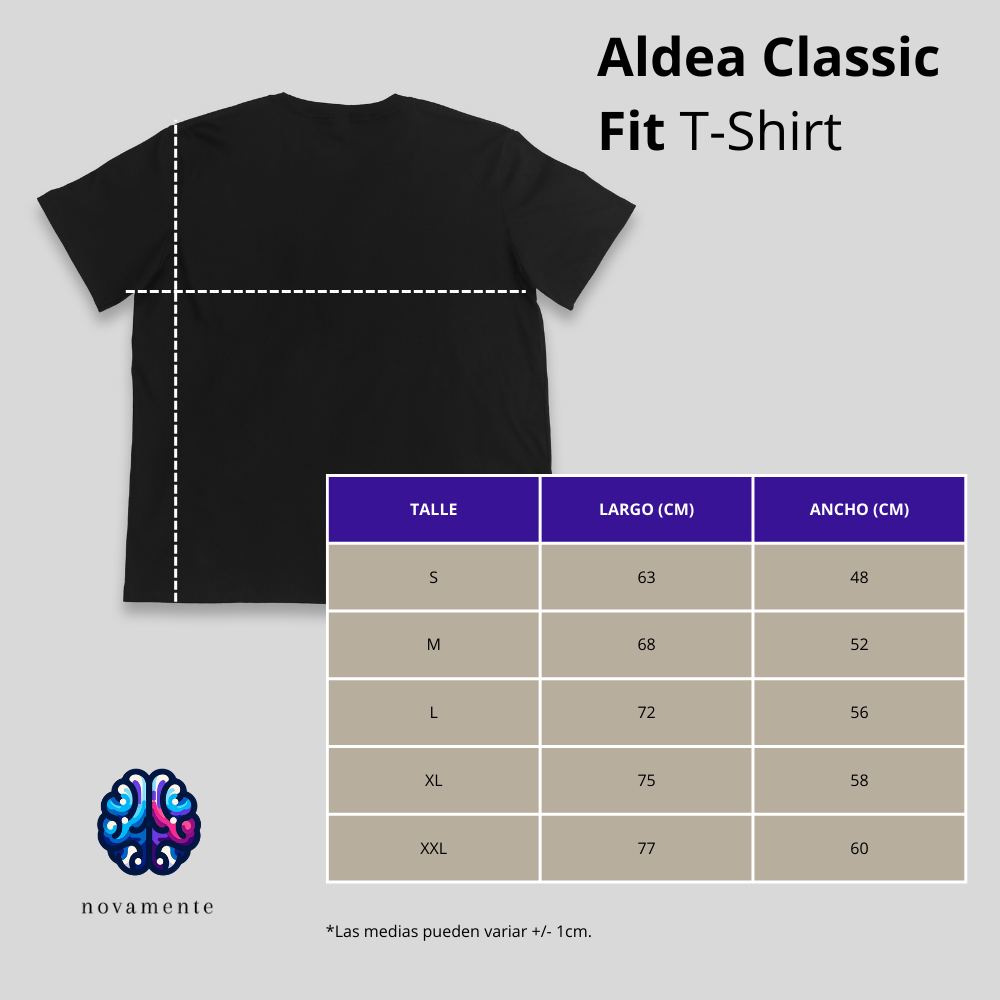 Aldea Classic
Fit T-Shirt
TALLE LARGO (CM) ANCHO (CM)
S 63 48
M 68 52
L 72 56
XL 75 58
XXL 77 60
novamente
*Las medias pueden variar +/- 1cm.